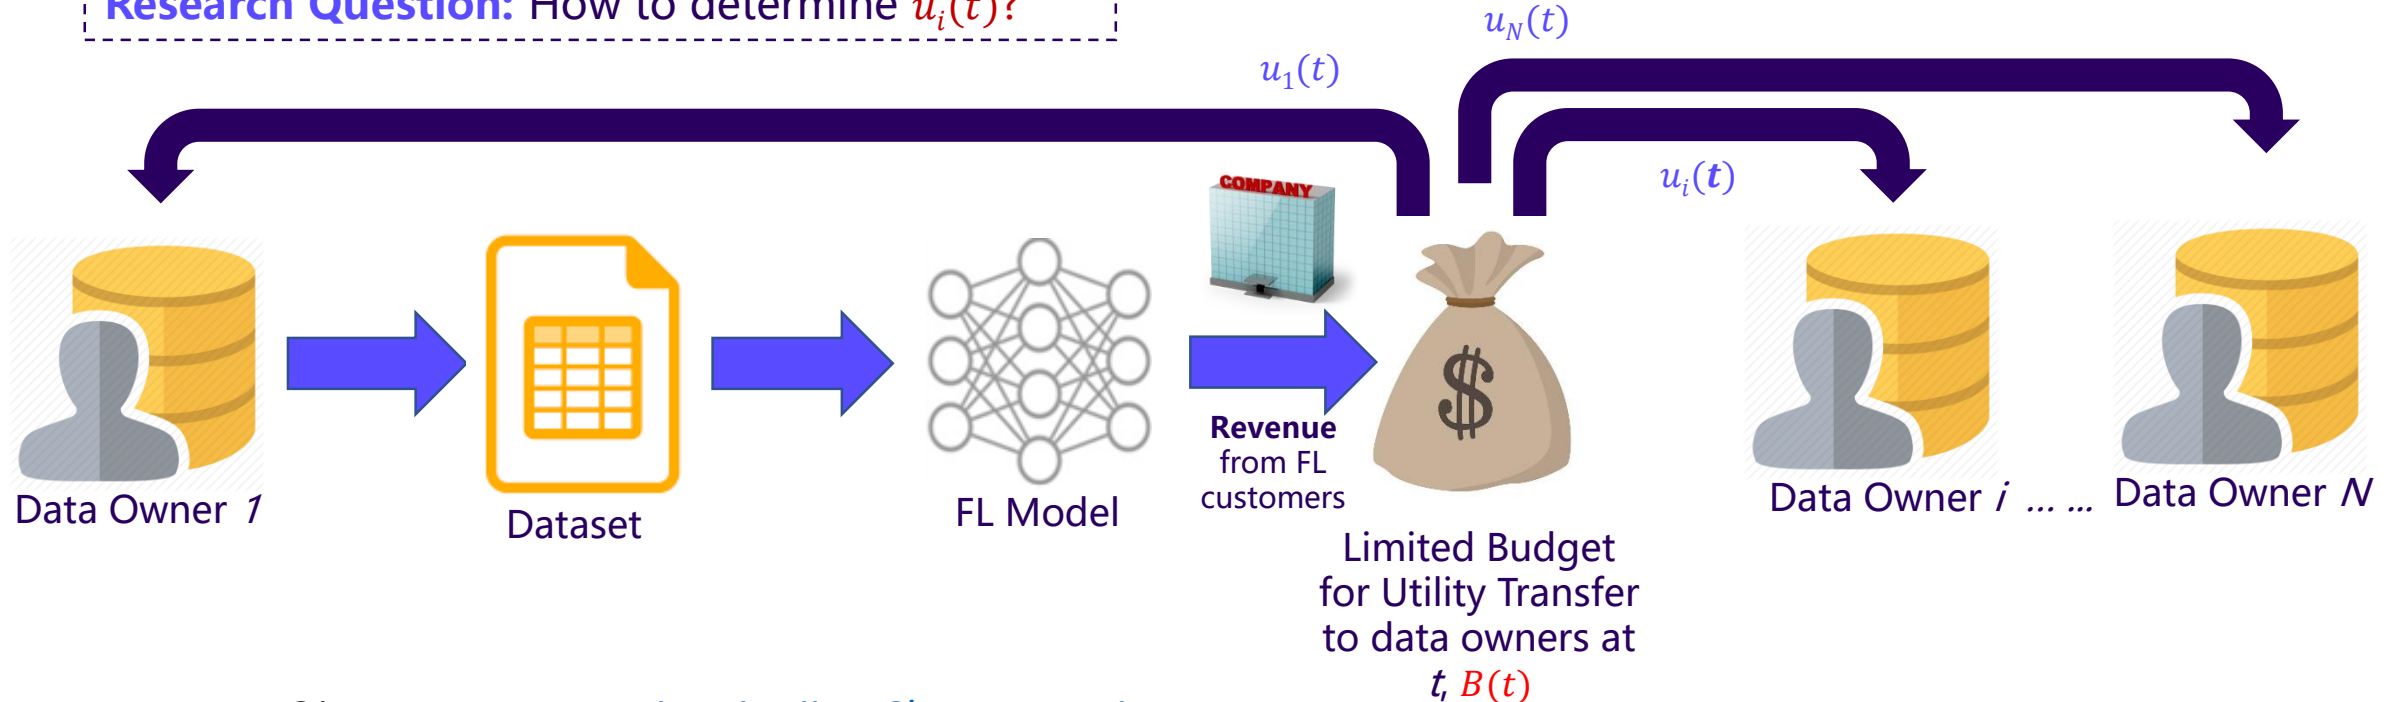 Research Question: How to determine u_i(t)?
u_N(t)
u_1(t)
u_i(t)
COMPANY
$
Revenue
from FL
customers
Data Owner 1
Dataset
FL Model
Data Owner i ... ...
Data Owner N
Limited Budget
for Utility Transfer
to data owners at
t, B(t)